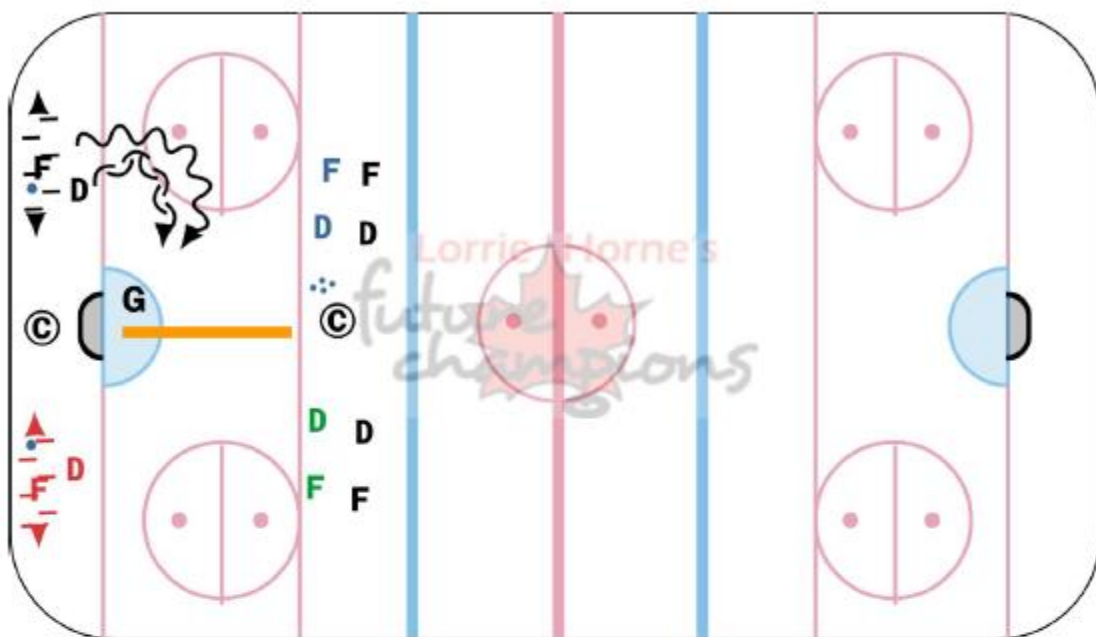 F
D
F F
D D
Lorrie Horne's
G
© ©
future
champions
D D
D
F
F F